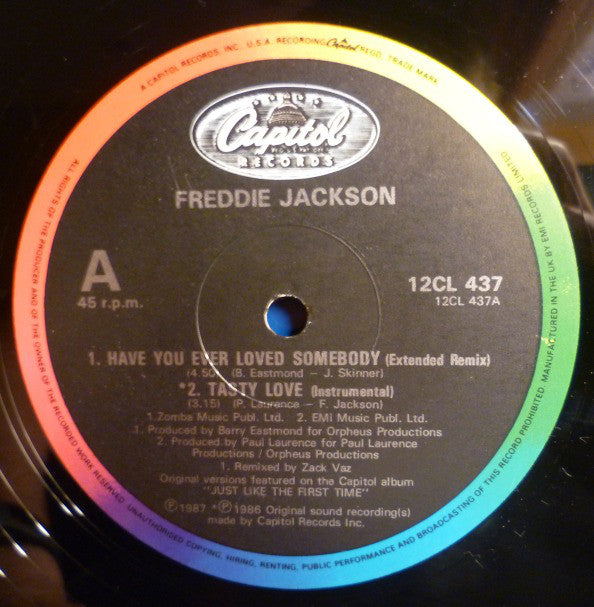 A CAPITOL RECORDS, INC. U.S.A. RECORDING Capitol REGD. TRADE MARK
Capitol
RECORDS
FREDDIE JACKSON
A
45 r.p.m.
12CL 437
12CL 437A
1. HAVE YOU EVER LOVED SOMEBODY (Extended Remix)
(4.50) (B. Eastmond – J. Skinner)
*2. TASTY LOVE (Instrumental)
(3.15) (P. Laurence – F. Jackson)
1.Zomba Music Publ. Ltd. 2. EMI Music Publ. Ltd.
1. Produced by Barry Eastmond for Orpheus Productions
2. Produced by Paul Laurence for Paul Laurence
Productions / Orpheus Productions
1. Remixed by Zack Vaz
Original versions featured on the Capitol album
"JUST LIKE THE FIRST TIME"
Ⓟ1987 *Ⓟ1986 Original sound recording(s)
made by Capitol Records Inc.
ALL RIGHTS OF THE PRODUCER AND OF THE OWNER OF THE RECORDED WORK RESERVED. UNAUTHORISED COPYING, HIRING, RENTING, PUBLIC PERFORMANCE AND BROADCASTING OF THIS RECORD PROHIBITED. MANUFACTURED IN THE UK BY EMI RECORDS LIMITED